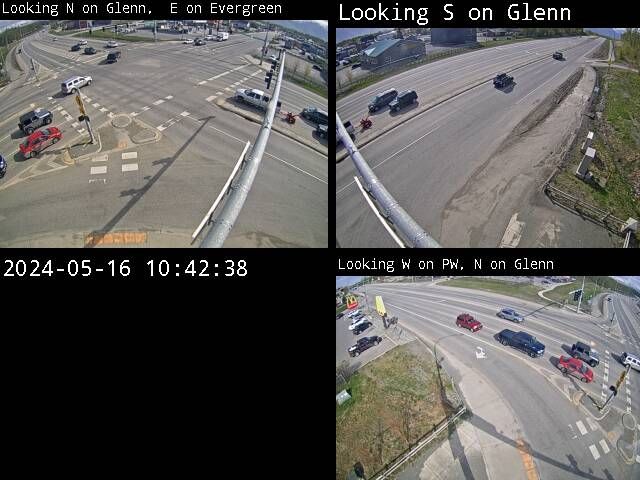 Looking N on Glenn, E on Evergreen
Looking S on Glenn
2024-05-16 10:42:38
Looking W on PW, N on Glenn